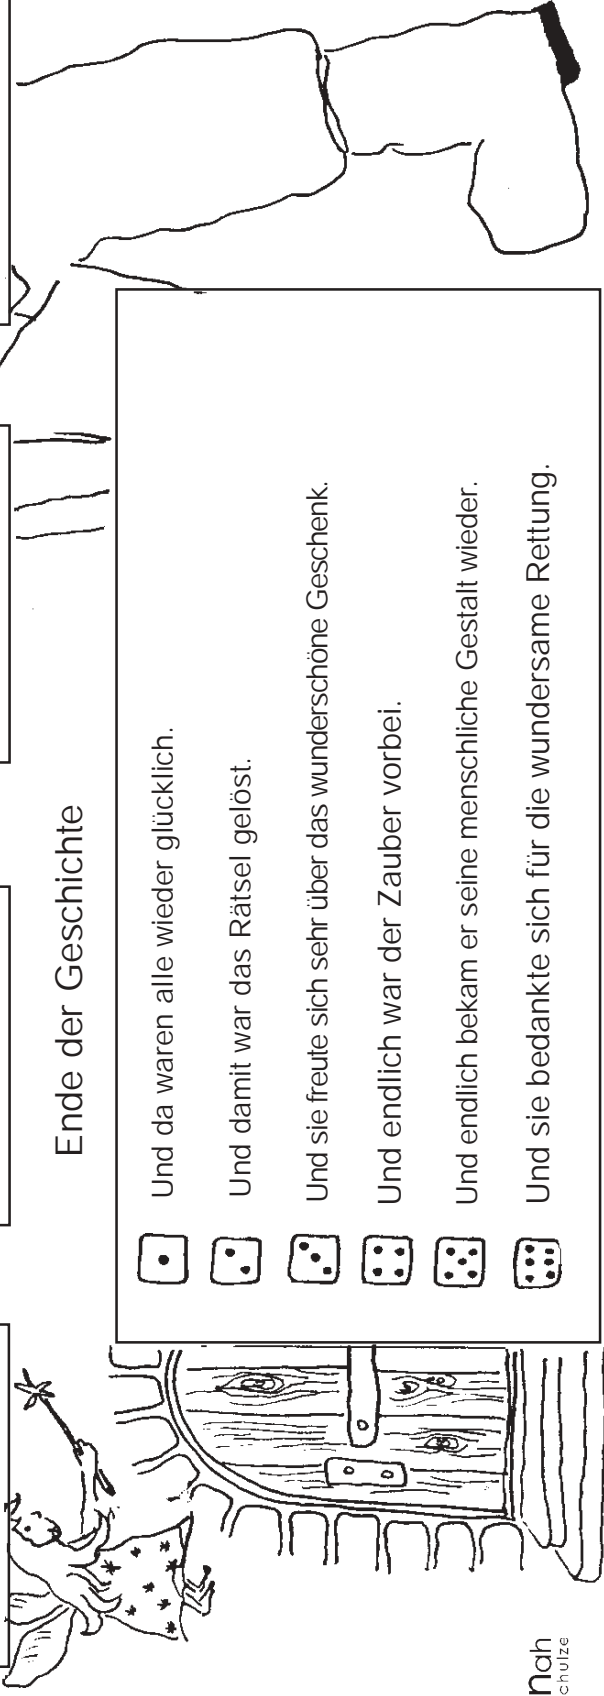 Ende der Geschichte
Und da waren alle wieder glücklich.
Und damit war das Rätsel gelöst.
Und sie freute sich sehr über das wunderschöne Geschenk.
Und endlich war der Zauber vorbei.
Und endlich bekam er seine menschliche Gestalt wieder.
Und sie bedankte sich für die wundersame Rettung.
nah
chulze